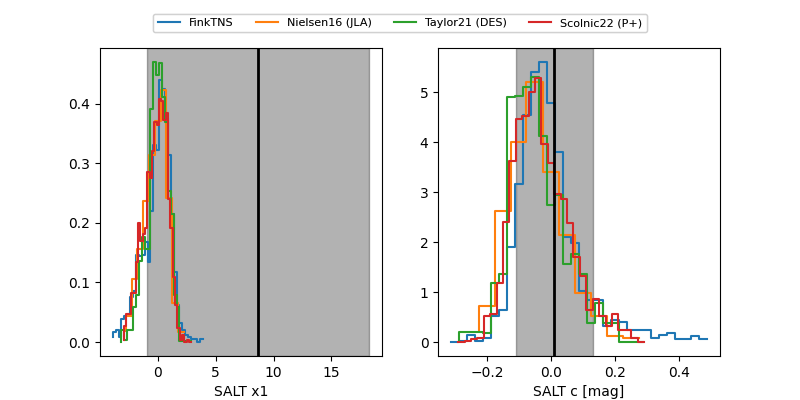 FinkTNS Nielsen16 (JLA) Taylor21 (DES) Scolnic22 (P+)
0.4
0.3
0.2
0.1
0.0
0 5 10 15
SALT x1
5
4
3
2
1
0
−0.2 0.0 0.2 0.4
SALT c [mag]